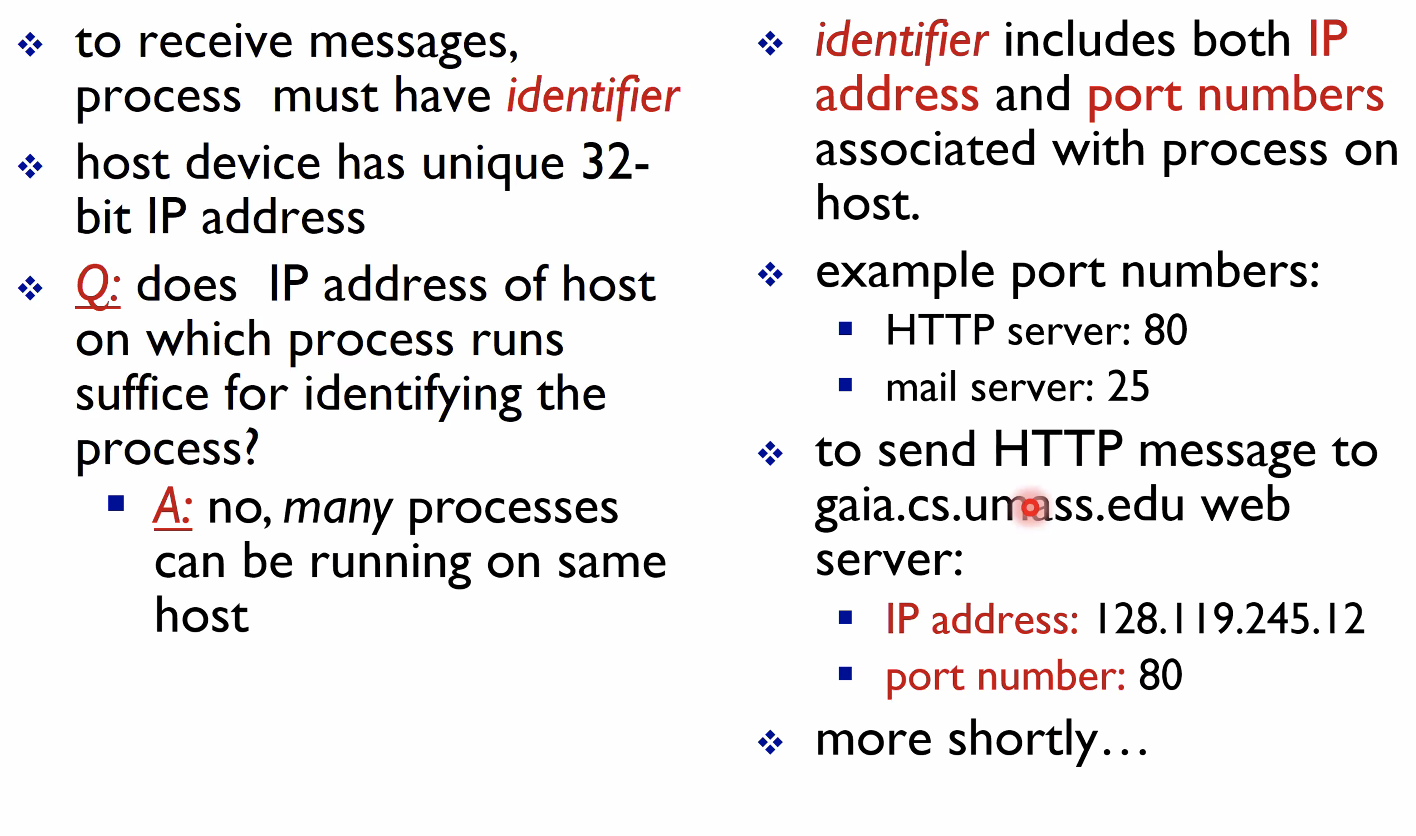 to receive messages,
process must have identifier
host device has unique 32-
bit IP address
Q: does IP address of host
on which process runs
suffice for identifying the
process?
A: no, many processes
can be running on same
host
identifier includes both IP
address and port numbers
associated with process on
host.
example port numbers:
HTTP server: 80
mail server: 25
to send HTTP message to
gaia.cs.umass.edu web
server:
IP address: 128.119.245.12
port number: 80
more shortly…